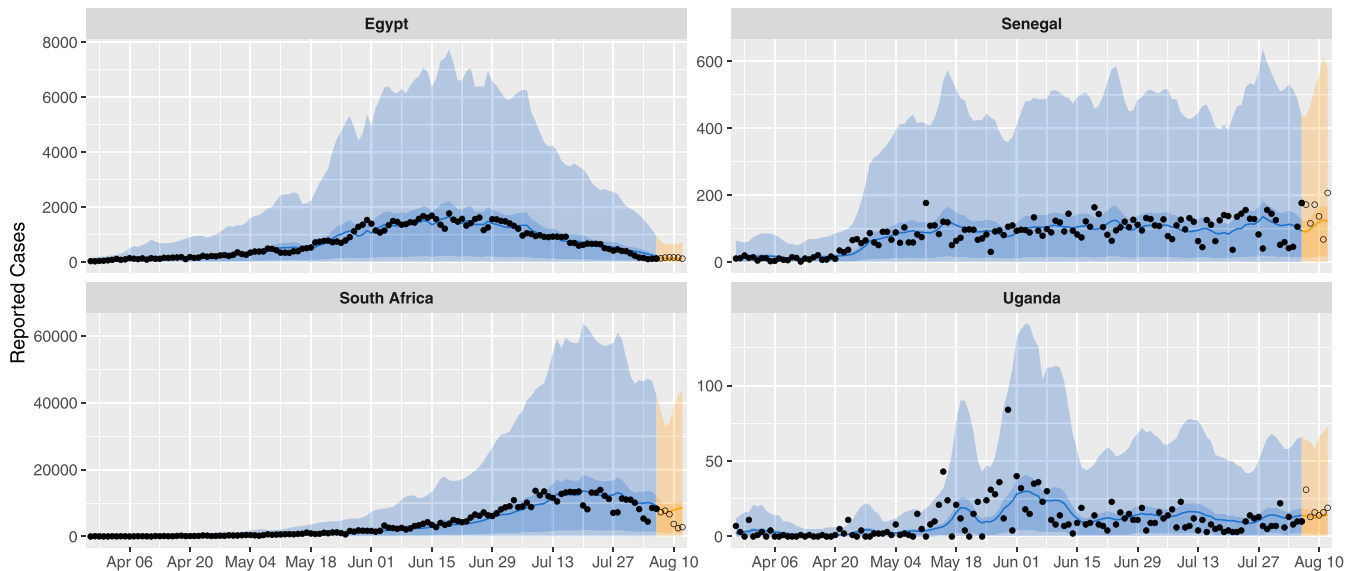 Egypt
Senegal
8000
6000
4000
2000
0
600
400
200
0
South Africa
Uganda
60000
40000
20000
0
100
50
0
Apr 06 Apr 20 May 04 May 18 Jun 01 Jun 15 Jun 29 Jul 13 Jul 27 Aug 10
Apr 06 Apr 20 May 04 May 18 Jun 01 Jun 15 Jun 29 Jul 13 Jul 27 Aug 10
Reported Cases